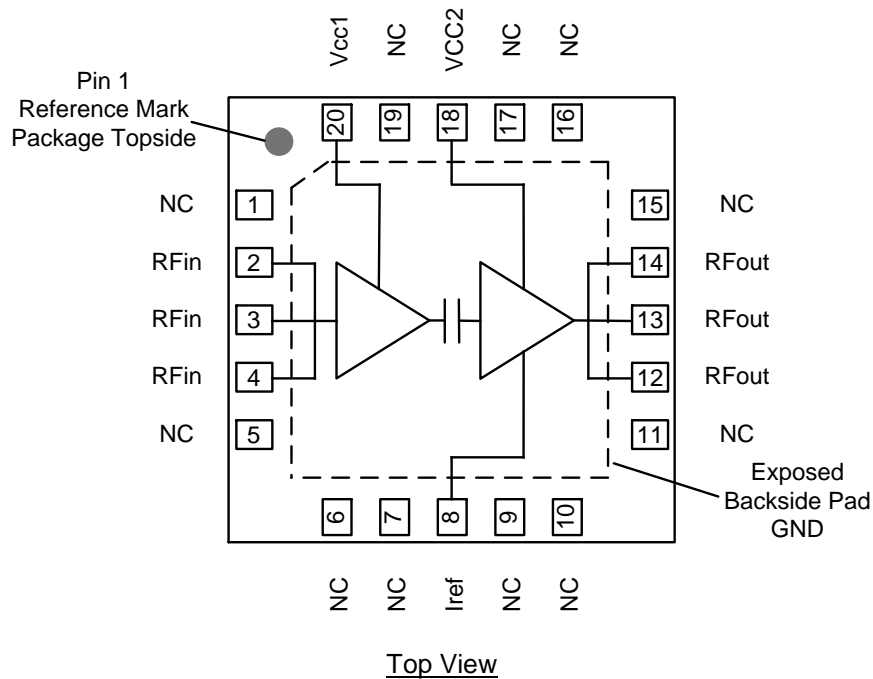 Vcc1
NC
VCC2
NC
NC
Pin 1
Reference Mark
Package Topside
20
19
18
17
16
NC
1
15
NC
RFin
2
14
RFout
RFin
3
13
RFout
RFin
4
12
RFout
NC
5
11
NC
Exposed
Backside Pad
GND
6
7
8
9
10
NC
NC
Iref
NC
NC
Top View